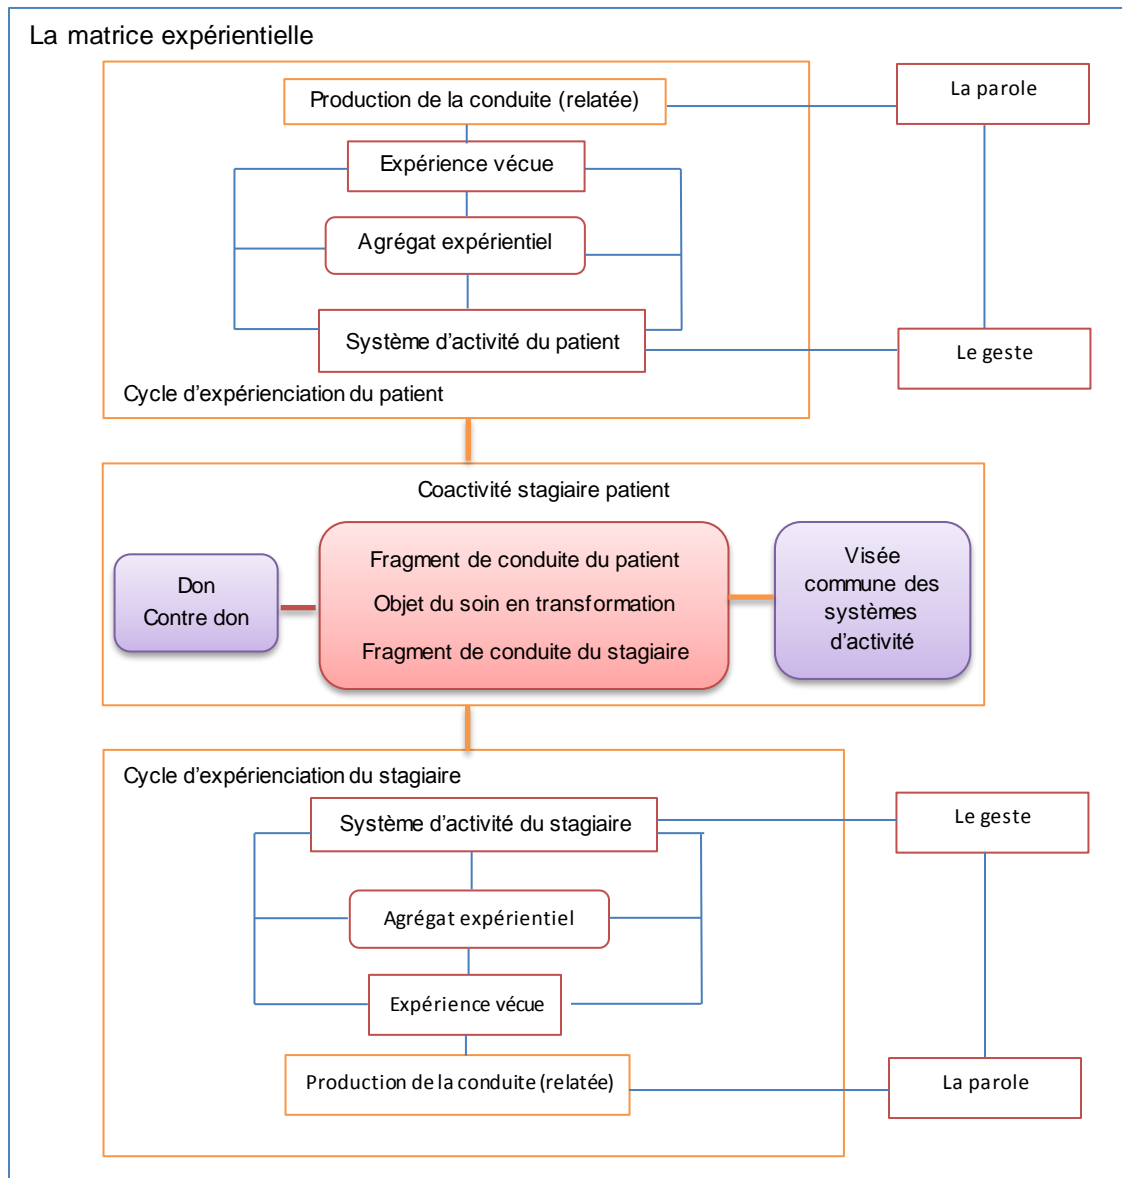 La matrice expérientielle
Production de la conduite (relatée)
La parole
Expérience vécue
Agrégat expérientiel
Système d'activité du patient
Le geste
Cycle d'expérienciation du patient
Coactivité stagiaire patient
Don
Contre don
Fragment de conduite du patient
Objet du soin en transformation
Fragment de conduite du stagiaire
Visée
commune des
systèmes
d'activité
Cycle d'expérienciation du stagiaire
Système d'activité du stagiaire
Le geste
Agrégat expérientiel
Expérience vécue
Production de la conduite (relatée)
La parole